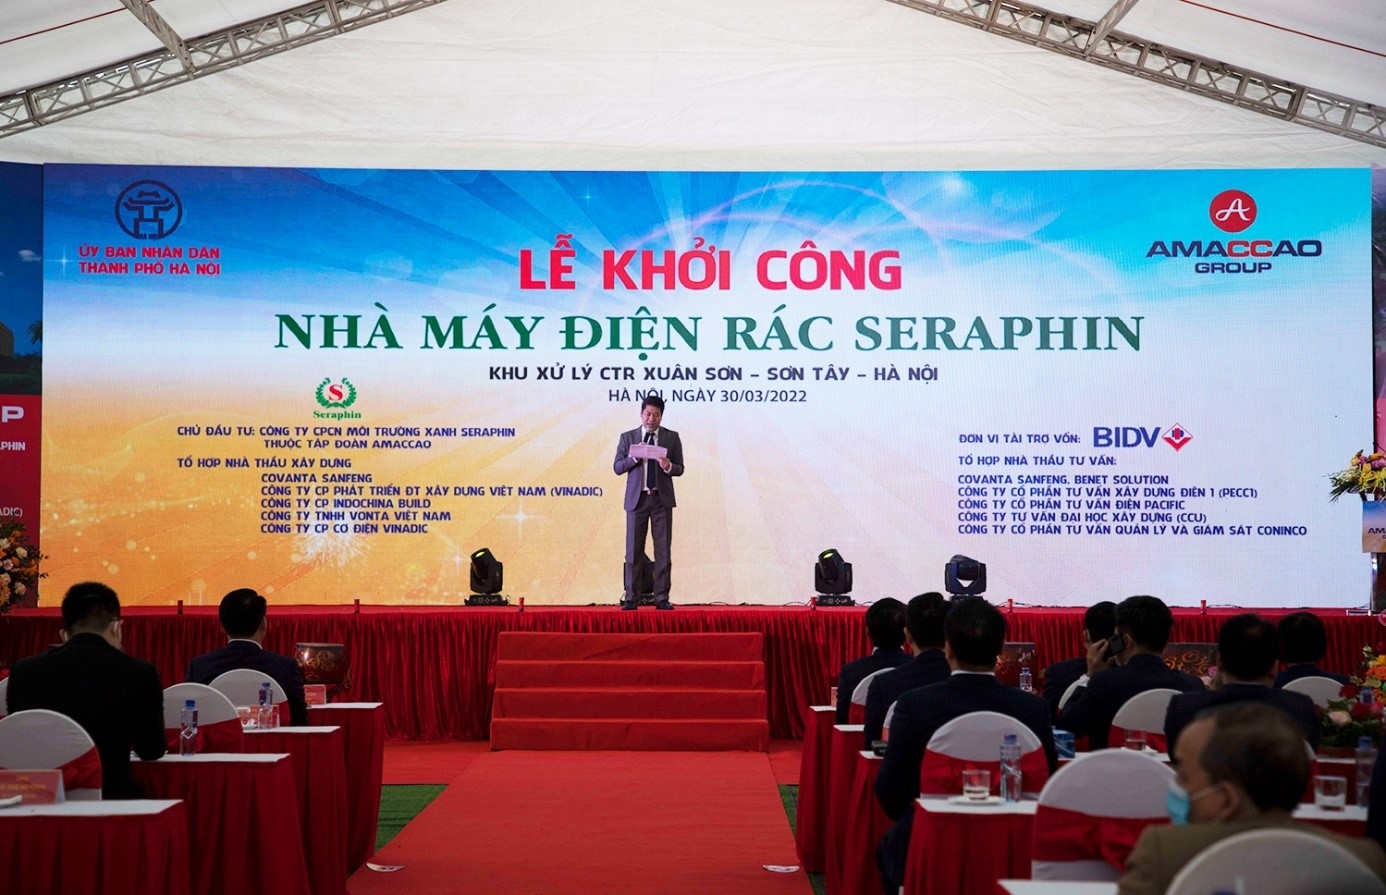 HÀ NỘI
ỦY BAN NHÂN DÂN
THÀNH PHỐ HÀ NỘI
A
AMACCAO
GROUP
LỄ KHỞI CÔNG
NHÀ MÁY ĐIỆN RÁC SERAPHIN
KHU XỬ LÝ CTR XUÂN SƠN – SƠN TÂY – HÀ NỘI
HÀ NỘI, NGÀY 30/03/2022
S
Seraphin
CHỦ ĐẦU TƯ: CÔNG TY CPCN MÔI TRƯỜNG XANH SERAPHIN
THUỘC TẬP ĐOÀN AMACCAO
TỔ HỢP NHÀ THẦU XÂY DỰNG
COVANTA SANFENG
CÔNG TY CP PHÁT TRIỂN ĐT XÂY DỰNG VIỆT NAM (VINADIC)
CÔNG TY CP INDOCHINA BUILD
CÔNG TY TNHH VONTA VIỆT NAM
CÔNG TY CP CƠ ĐIỆN VINADIC
ĐƠN VỊ TÀI TRỢ VỐN: BIDV
TỔ HỢP NHÀ THẦU TƯ VẤN:
COVANTA SANFENG, BENET SOLUTION
CÔNG TY CỔ PHẦN TƯ VẤN XÂY DỰNG ĐIỆN 1 (PECC1)
CÔNG TY CỔ PHẦN TƯ VẤN ĐIỆN PACIFIC
CÔNG TY TƯ VẤN ĐẠI HỌC XÂY DỰNG (CCU)
CÔNG TY CỔ PHẦN TƯ VẤN QUẢN LÝ VÀ GIÁM SÁT CONINCO
P
PHIN